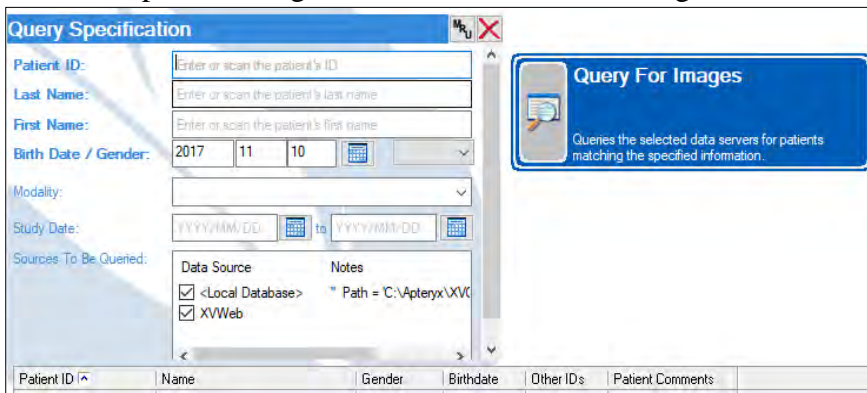 Query Specification
MRU
Patient ID: Enter or scan the patient's ID
Last Name: Enter or scan the patient's last name
First Name: Enter or scan the patient's first name
Birth Date / Gender: 2017 11 10
Modality:
Study Date: YYYY/MM/DD to YYYY/MM/DD
Sources To Be Queried:
Data Source Notes
<Local Database> " Path = 'C:\Apteryx\XV
XVWeb
Query For Images
Queries the selected data servers for patients
matching the specified information.
Patient ID Name Gender Birthdate Other IDs Patient Comments